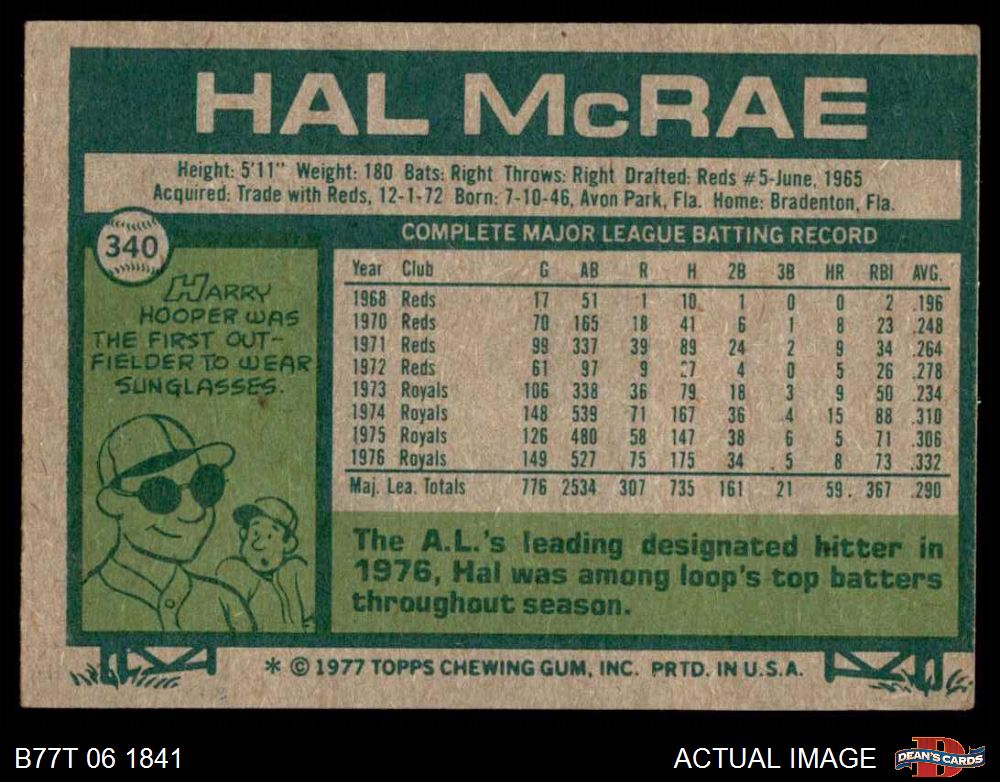 HAL McRAE
Height: 5'11" Weight: 180 Bats: Right Throws: Right Drafted: Reds #5-June, 1965
Acquired: Trade with Reds, 12-1-72 Born: 7-10-46, Avon Park, Fla. Home: Bradenton, Fla.
340
HARRY
HOOPER WAS
THE FIRST OUT-
FIELDER TO WEAR
SUNGLASSES.
COMPLETE MAJOR LEAGUE BATTING RECORD
Year Club G AB R H 2B 3B HR RBI AVG.
1968 Reds 17 51 1 10 1 0 0 2 .196
1970 Reds 70 165 18 41 6 1 8 23 .248
1971 Reds 99 337 39 89 24 2 9 34 .264
1972 Reds 61 97 9 27 4 0 5 26 .278
1973 Royals 106 338 36 79 18 3 9 50 .234
1974 Royals 148 539 71 167 36 4 15 88 .310
1975 Royals 126 480 58 147 38 6 5 71 .306
1976 Royals 149 527 75 175 34 5 8 73 .332
Maj. Lea. Totals 776 2534 307 735 161 21 59 367 .290
The A.L.'s leading designated hitter in
1976, Hal was among loop's top batters
throughout season.
* © 1977 TOPPS CHEWING GUM, INC. PRTD. IN U.S.A.
B77T 06 1841
ACTUAL IMAGE
DEAN'S CARDS